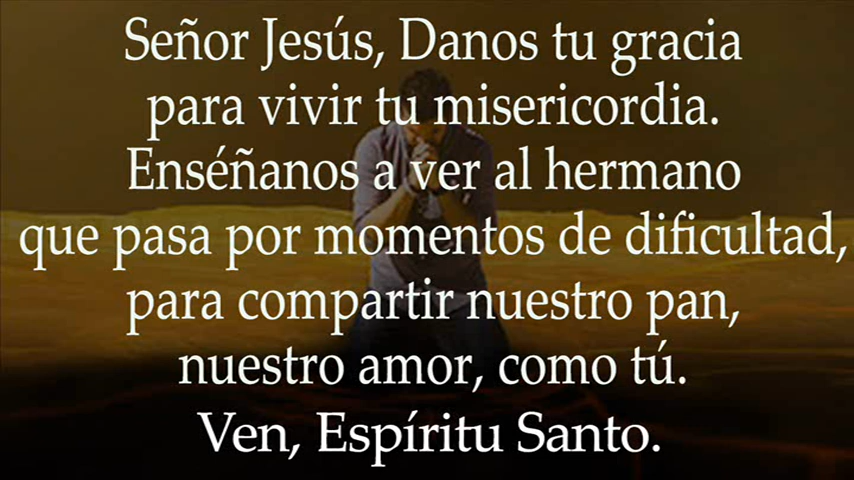 Señor Jesús, Danos tu gracia
para vivir tu misericordia.
Enséñanos a ver al hermano
que pasa por momentos de dificultad,
para compartir nuestro pan,
nuestro amor, como tú.
Ven, Espíritu Santo.